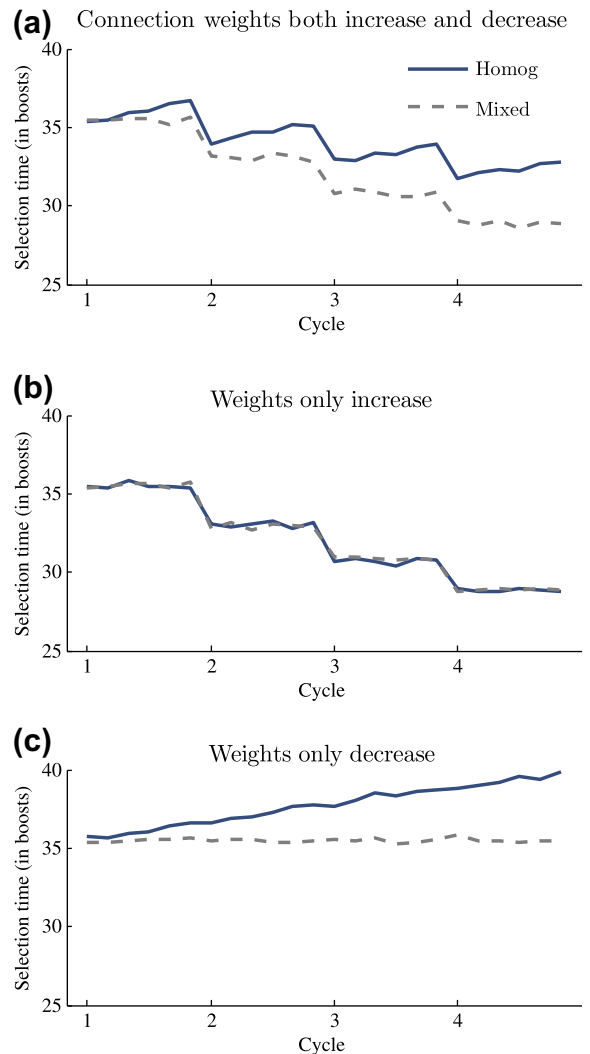 (a) Connection weights both increase and decrease
40
35
30
25
Selection time (in boosts)
Homog
Mixed
1 2 3 4
Cycle
(b)
Weights only increase
40
35
30
25
Selection time (in boosts)
1 2 3 4
Cycle
(c)
Weights only decrease
40
35
30
25
Selection time (in boosts)
1 2 3 4
Cycle